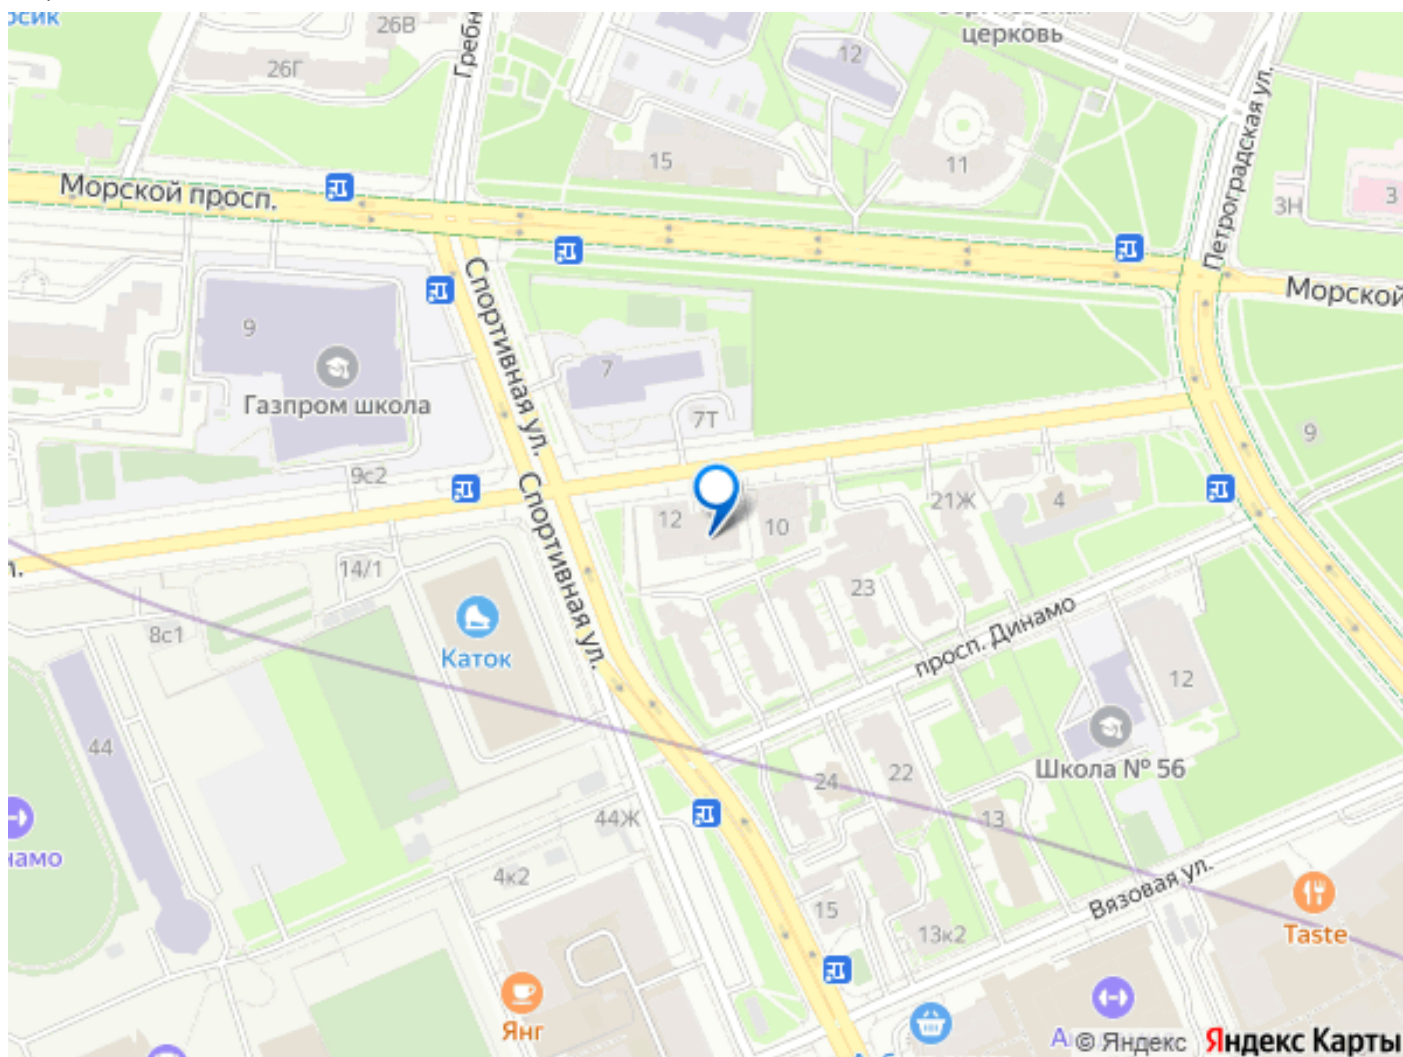 26В
26Г
Гребн
церковь
12
15
11
Петроградская ул.
3Н
3
Морской просп.
Морской
Спортивная ул.
9
Газпром школа
7
7Т
9
9с2
12
10
21Ж
4
Спортивная ул.
14/1
8с1
Каток
23
просп. Динамо
12
44
Школа № 56
24
22
44Ж
13
намо
4к2
15
13к2
Вязовая ул.
Taste
Янг
© Яндекс
Яндекс Карты